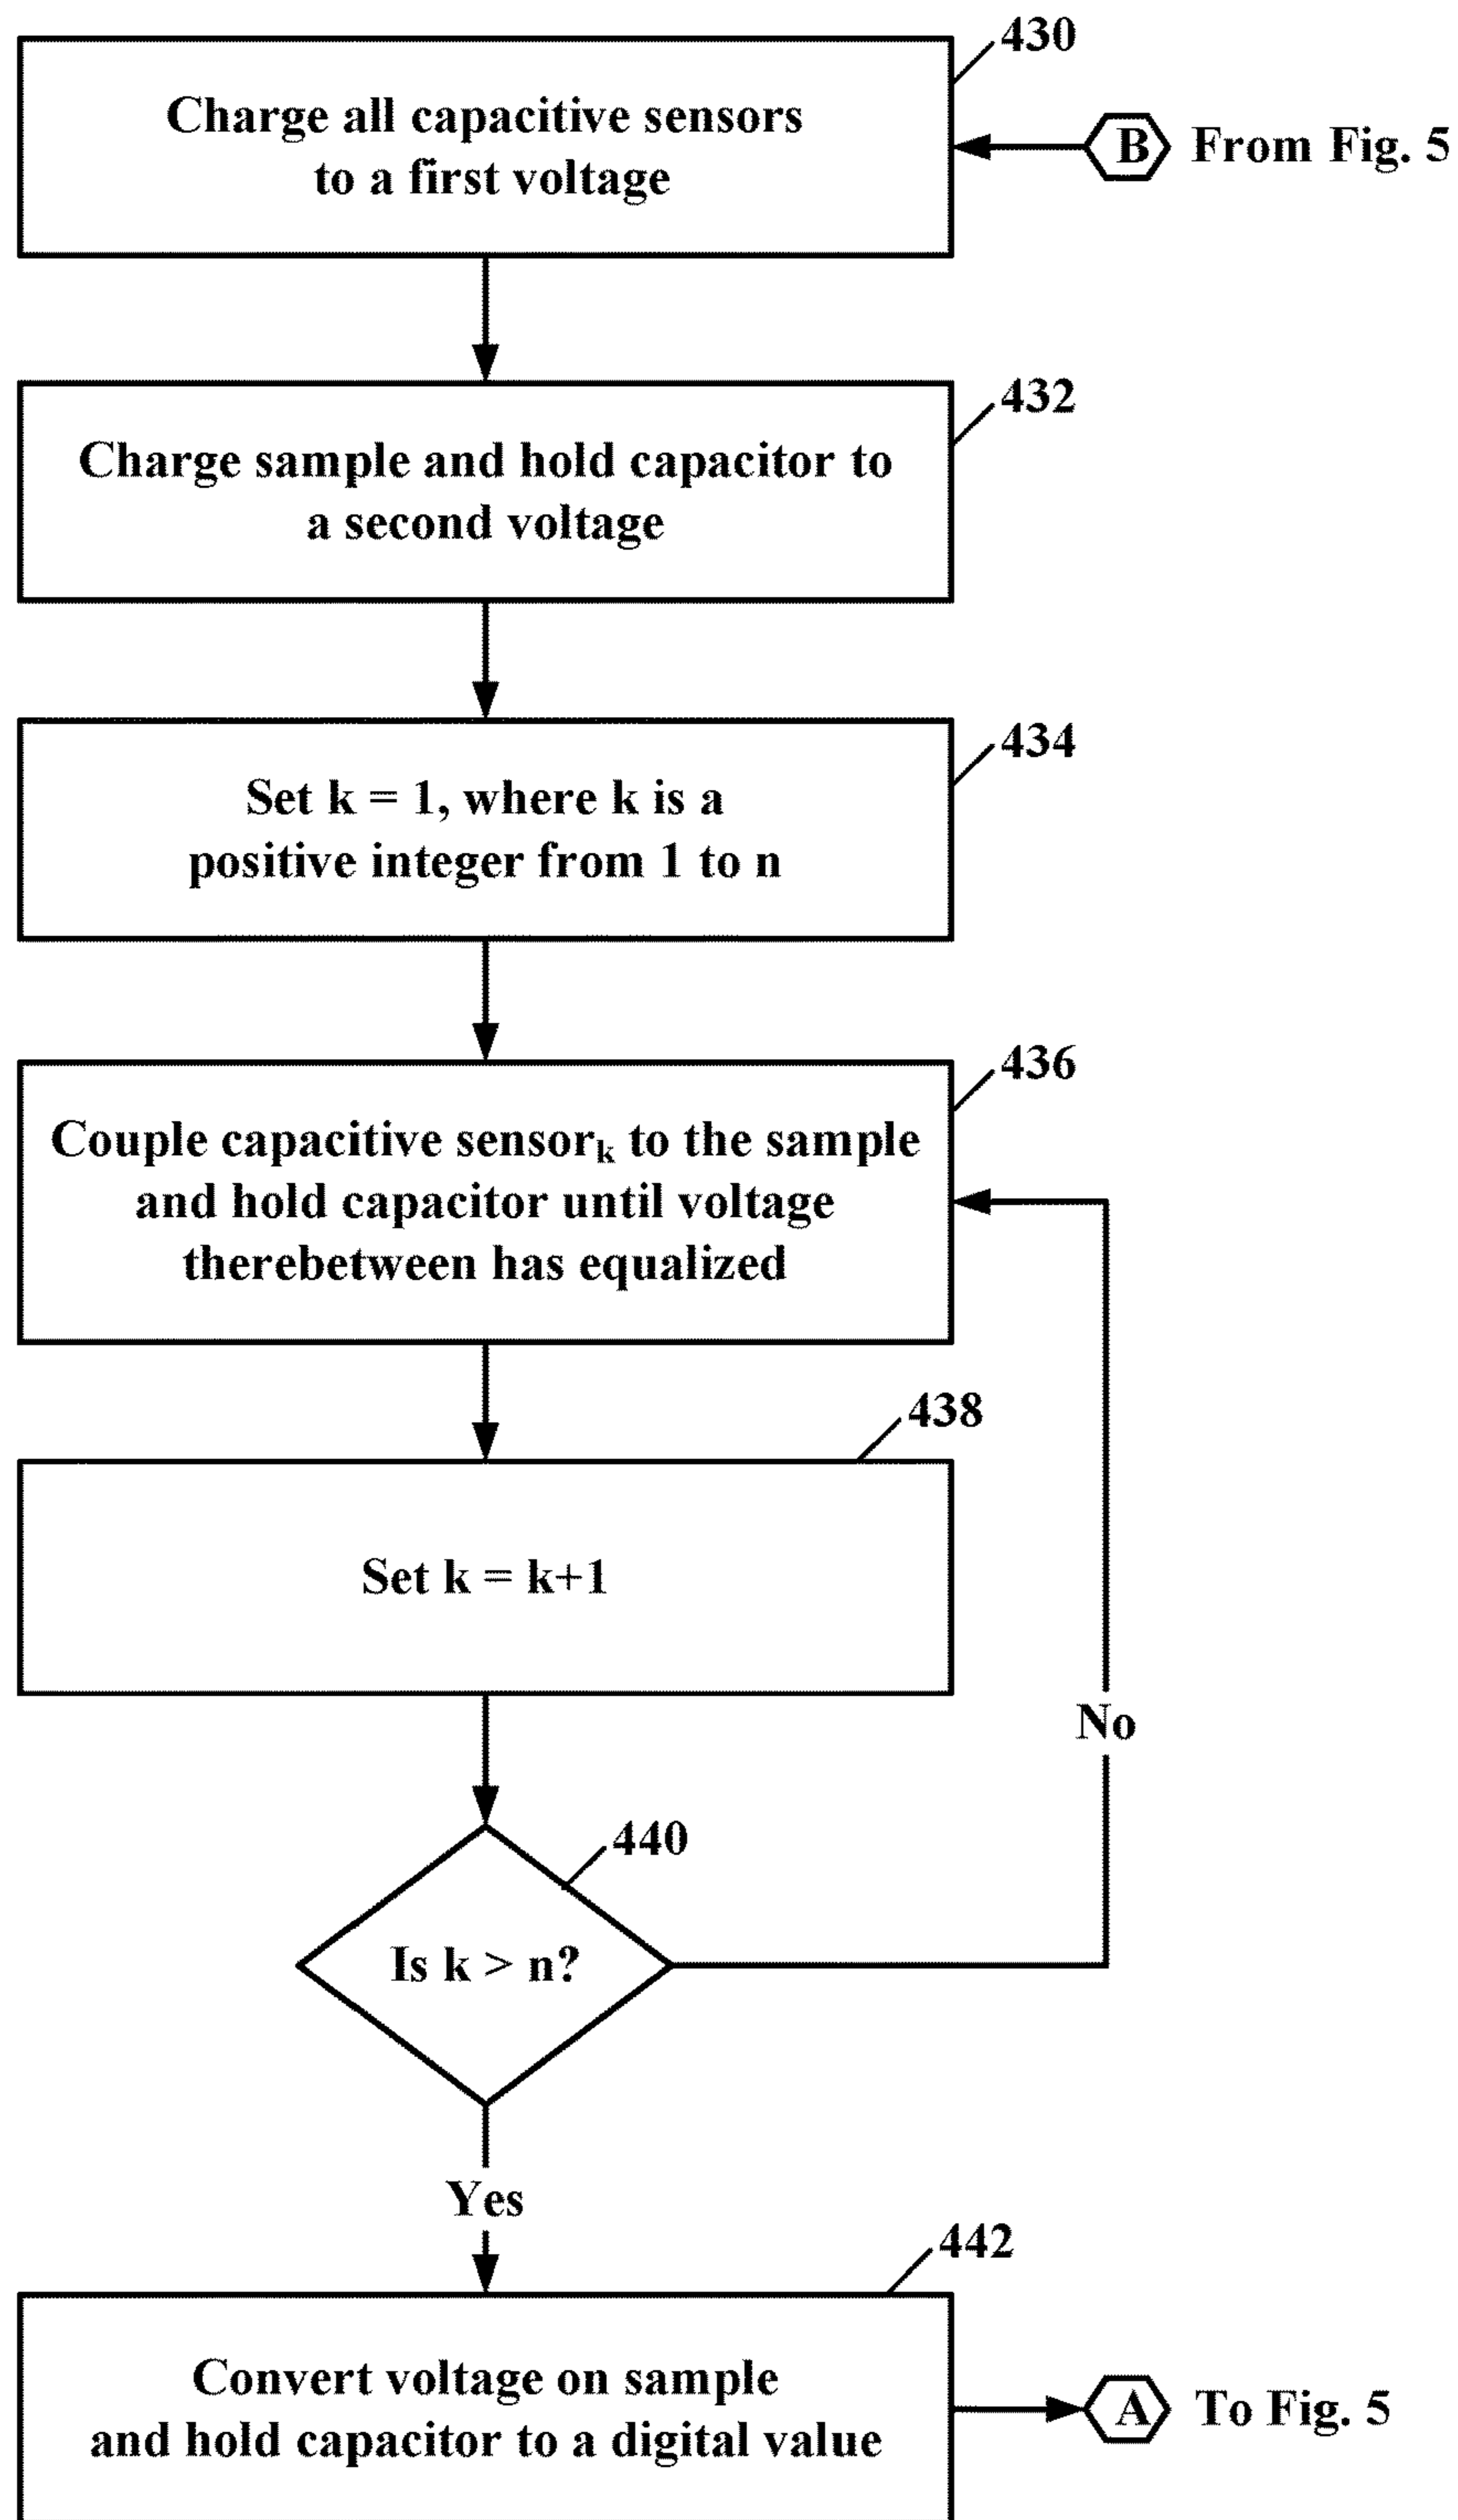 430
Charge all capacitive sensors
to a first voltage
B From Fig. 5
432
Charge sample and hold capacitor to
a second voltage
434
Set k = 1, where k is a
positive integer from 1 to n
436
Couple capacitive sensorₖ to the sample
and hold capacitor until voltage
therebetween has equalized
438
Set k = k+1
No
440
Is k > n?
Yes
442
Convert voltage on sample
and hold capacitor to a digital value
A To Fig. 5